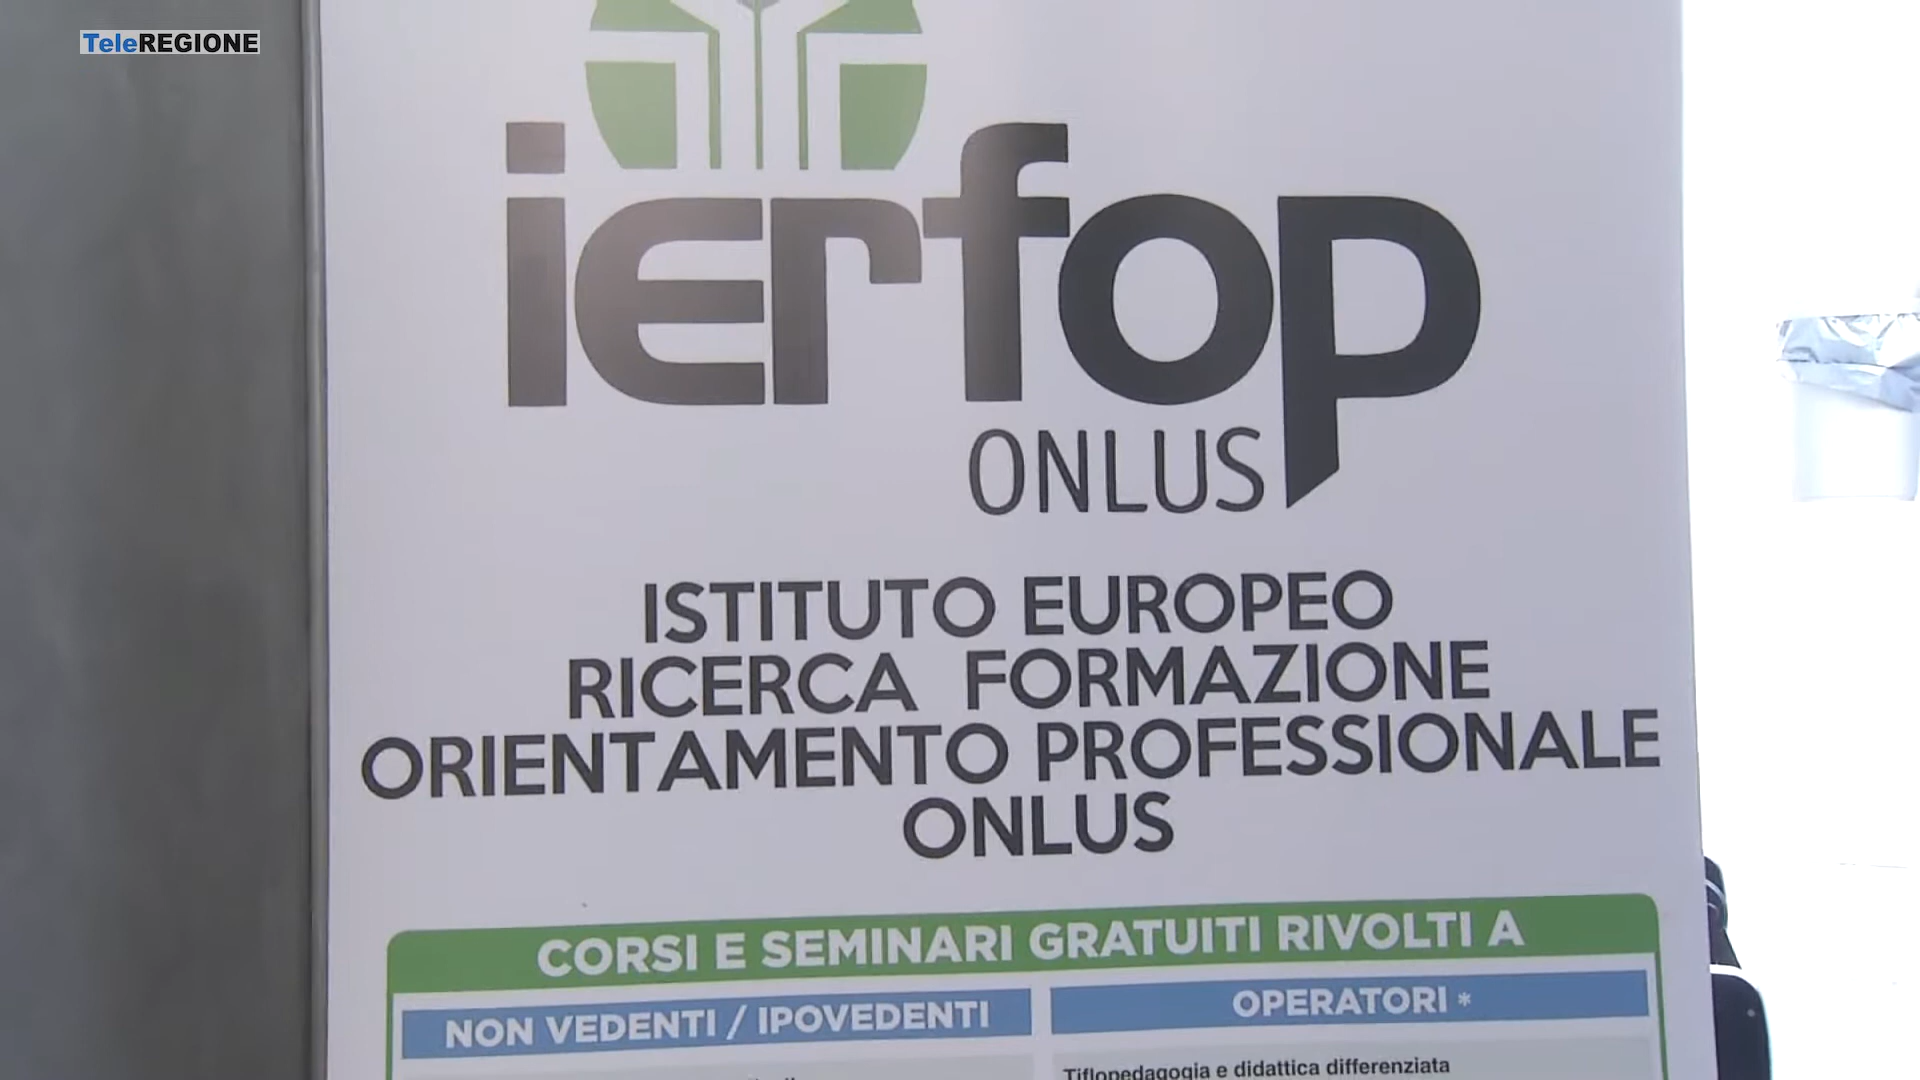 TeleREGIONE
ierfop
ONLUS
ISTITUTO EUROPEO
RICERCA FORMAZIONE
ORIENTAMENTO PROFESSIONALE
ONLUS
CORSI E SEMINARI GRATUITI RIVOLTI A
NON VEDENTI / IPOVEDENTI
OPERATORI *
Tiflopedagogia e didattica differenziata